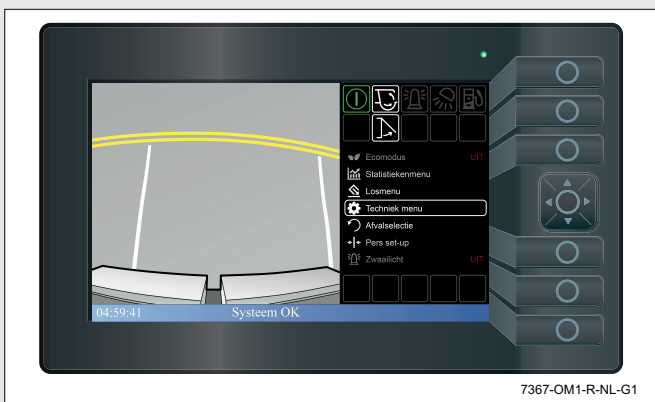 Ecomodus UIT
Statistiekenmenu
Losmenu
Techniek menu
Afvalselectie
Pers set-up
Zwaailicht UIT
04:59:41 Systeem OK
7367-OM1-R-NL-G1